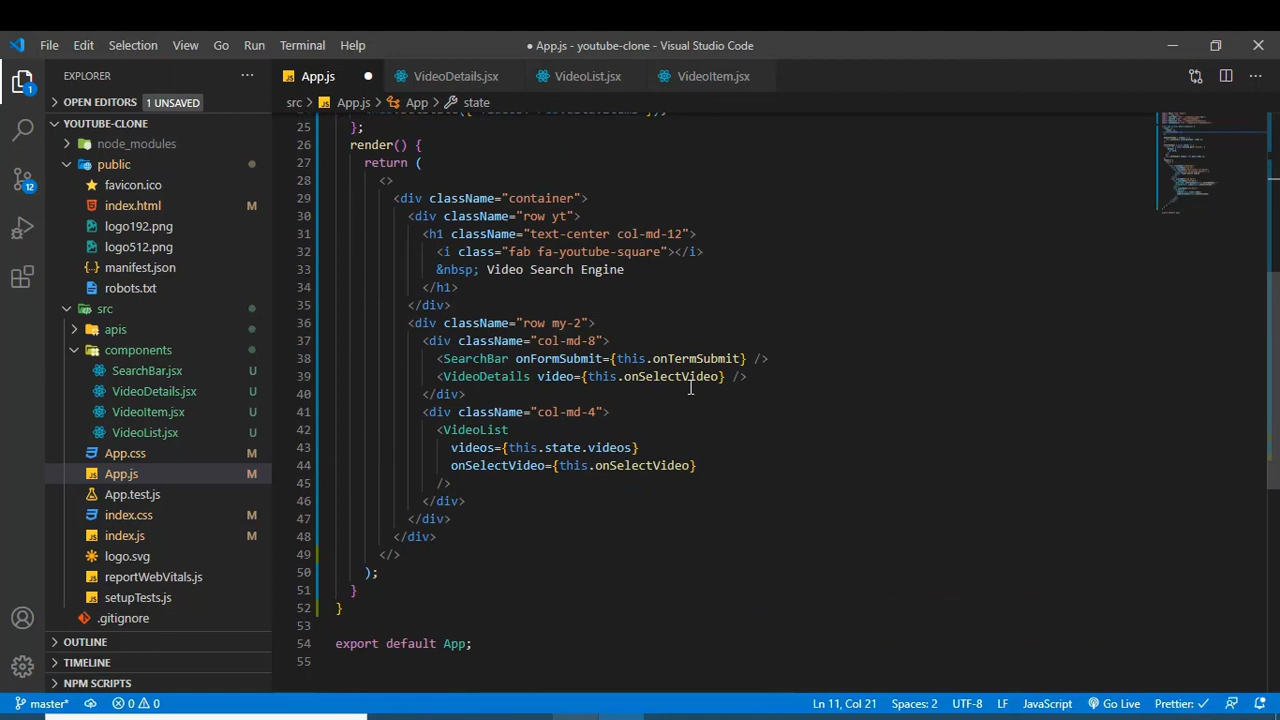 File Edit Selection View Go Run Terminal Help
● App.js - youtube-clone - Visual Studio Code
EXPLORER
App.js VideoDetails.jsx VideoList.jsx VideoItem.jsx
OPEN EDITORS 1 UNSAVED
src > App.js > App > state
YOUTUBE-CLONE
node_modules
public
favicon.ico
index.html M
logo192.png
logo512.png
manifest.json
robots.txt
src
apis
components
SearchBar.jsx U
VideoDetails.jsx U
VideoItem.jsx U
VideoList.jsx U
App.css M
App.js M
App.test.js
index.css M
index.js M
logo.svg
reportWebVitals.js
setupTests.js
.gitignore
OUTLINE
TIMELINE
NPM SCRIPTS
1
12
25 };
26 render() {
27 return (
28 <>
29 <div className="container">
30 <div className="row yt">
31 <h1 className="text-center col-md-12">
32 <i class="fab fa-youtube-square"></i>
33 &nbsp; Video Search Engine
34 </h1>
35 </div>
36 <div className="row my-2">
37 <div className="col-md-8">
38 <SearchBar onFormSubmit={this.onTermSubmit} />
39 <VideoDetails video={this.onSelectVideo} />
40 </div>
41 <div className="col-md-4">
42 <VideoList
43 videos={this.state.videos}
44 onSelectVideo={this.onSelectVideo}
45 />
46 </div>
47 </div>
48 </div>
49 </>
50 );
51 }
52 }
53
54 export default App;
55
master* 0 0 Ln 11, Col 21 Spaces: 2 UTF-8 LF JavaScript Go Live Prettier: ✓